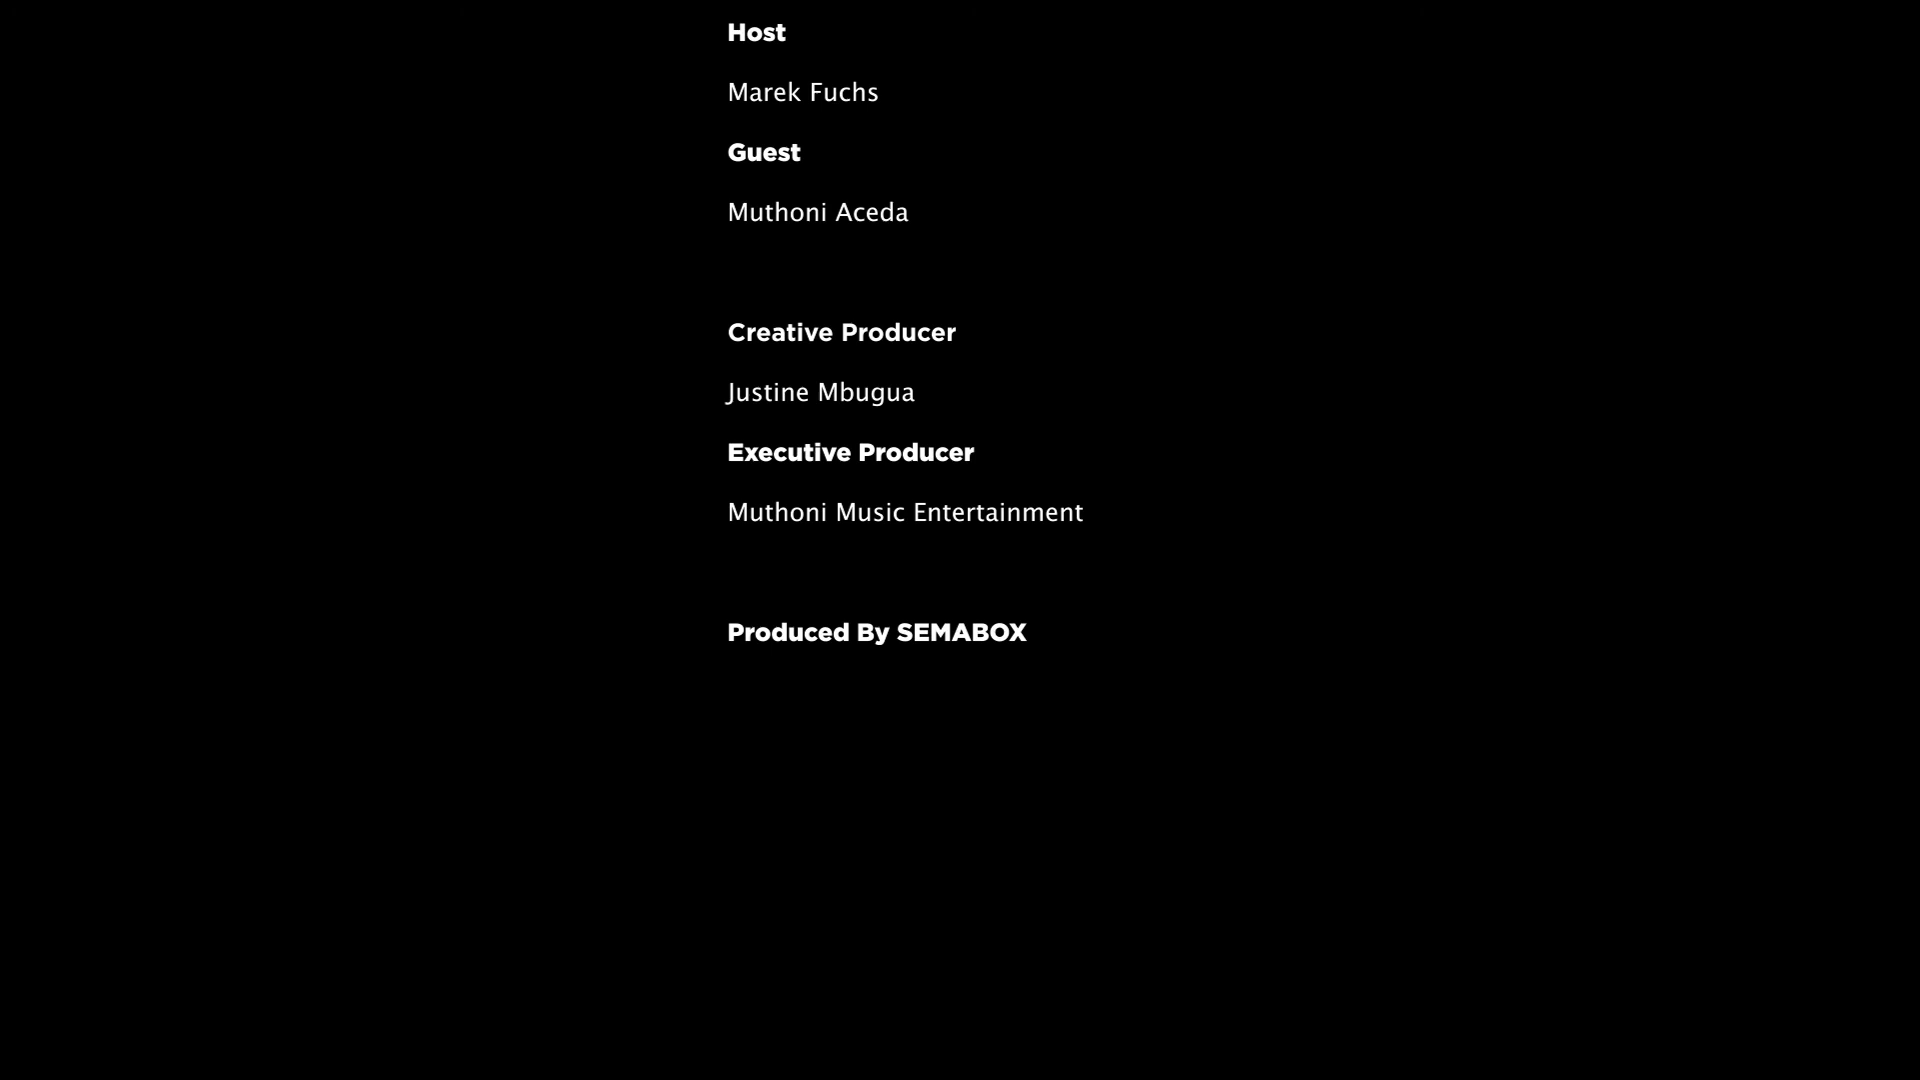 Host
Marek Fuchs
Guest
Muthoni Aceda
Creative Producer
Justine Mbugua
Executive Producer
Muthoni Music Entertainment
Produced By SEMABOX